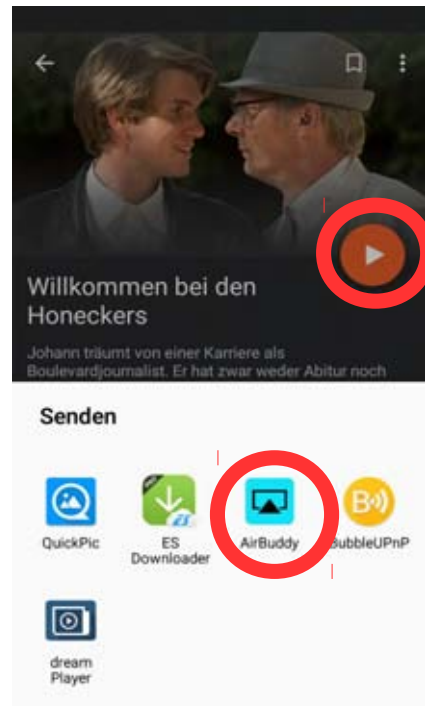 Willkommen bei den
Honeckers
Johann träumt von einer Karriere als
Boulevardjournalist. Er hat zwar weder Abitur noch
Senden
QuickPic
ES
Downloader
AirBuddy
BubbleUPnP
dream
Player